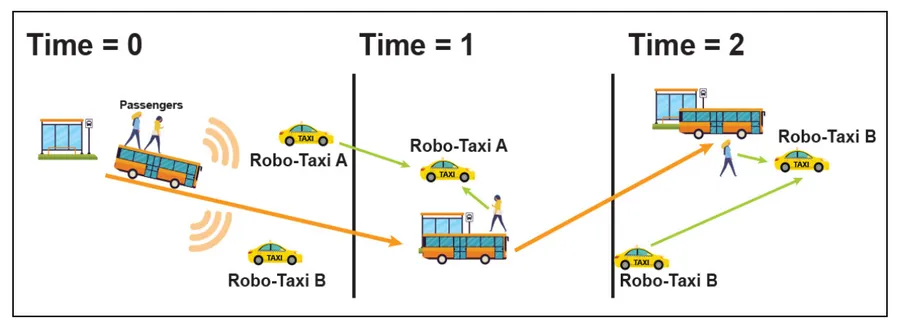 Time = 0
Passengers
TAXI
Robo-Taxi A
TAXI
Robo-Taxi B
Time = 1
Robo-Taxi A
TAXI
TAXI
Time = 2
Robo-Taxi B
TAXI
TAXI
Robo-Taxi B